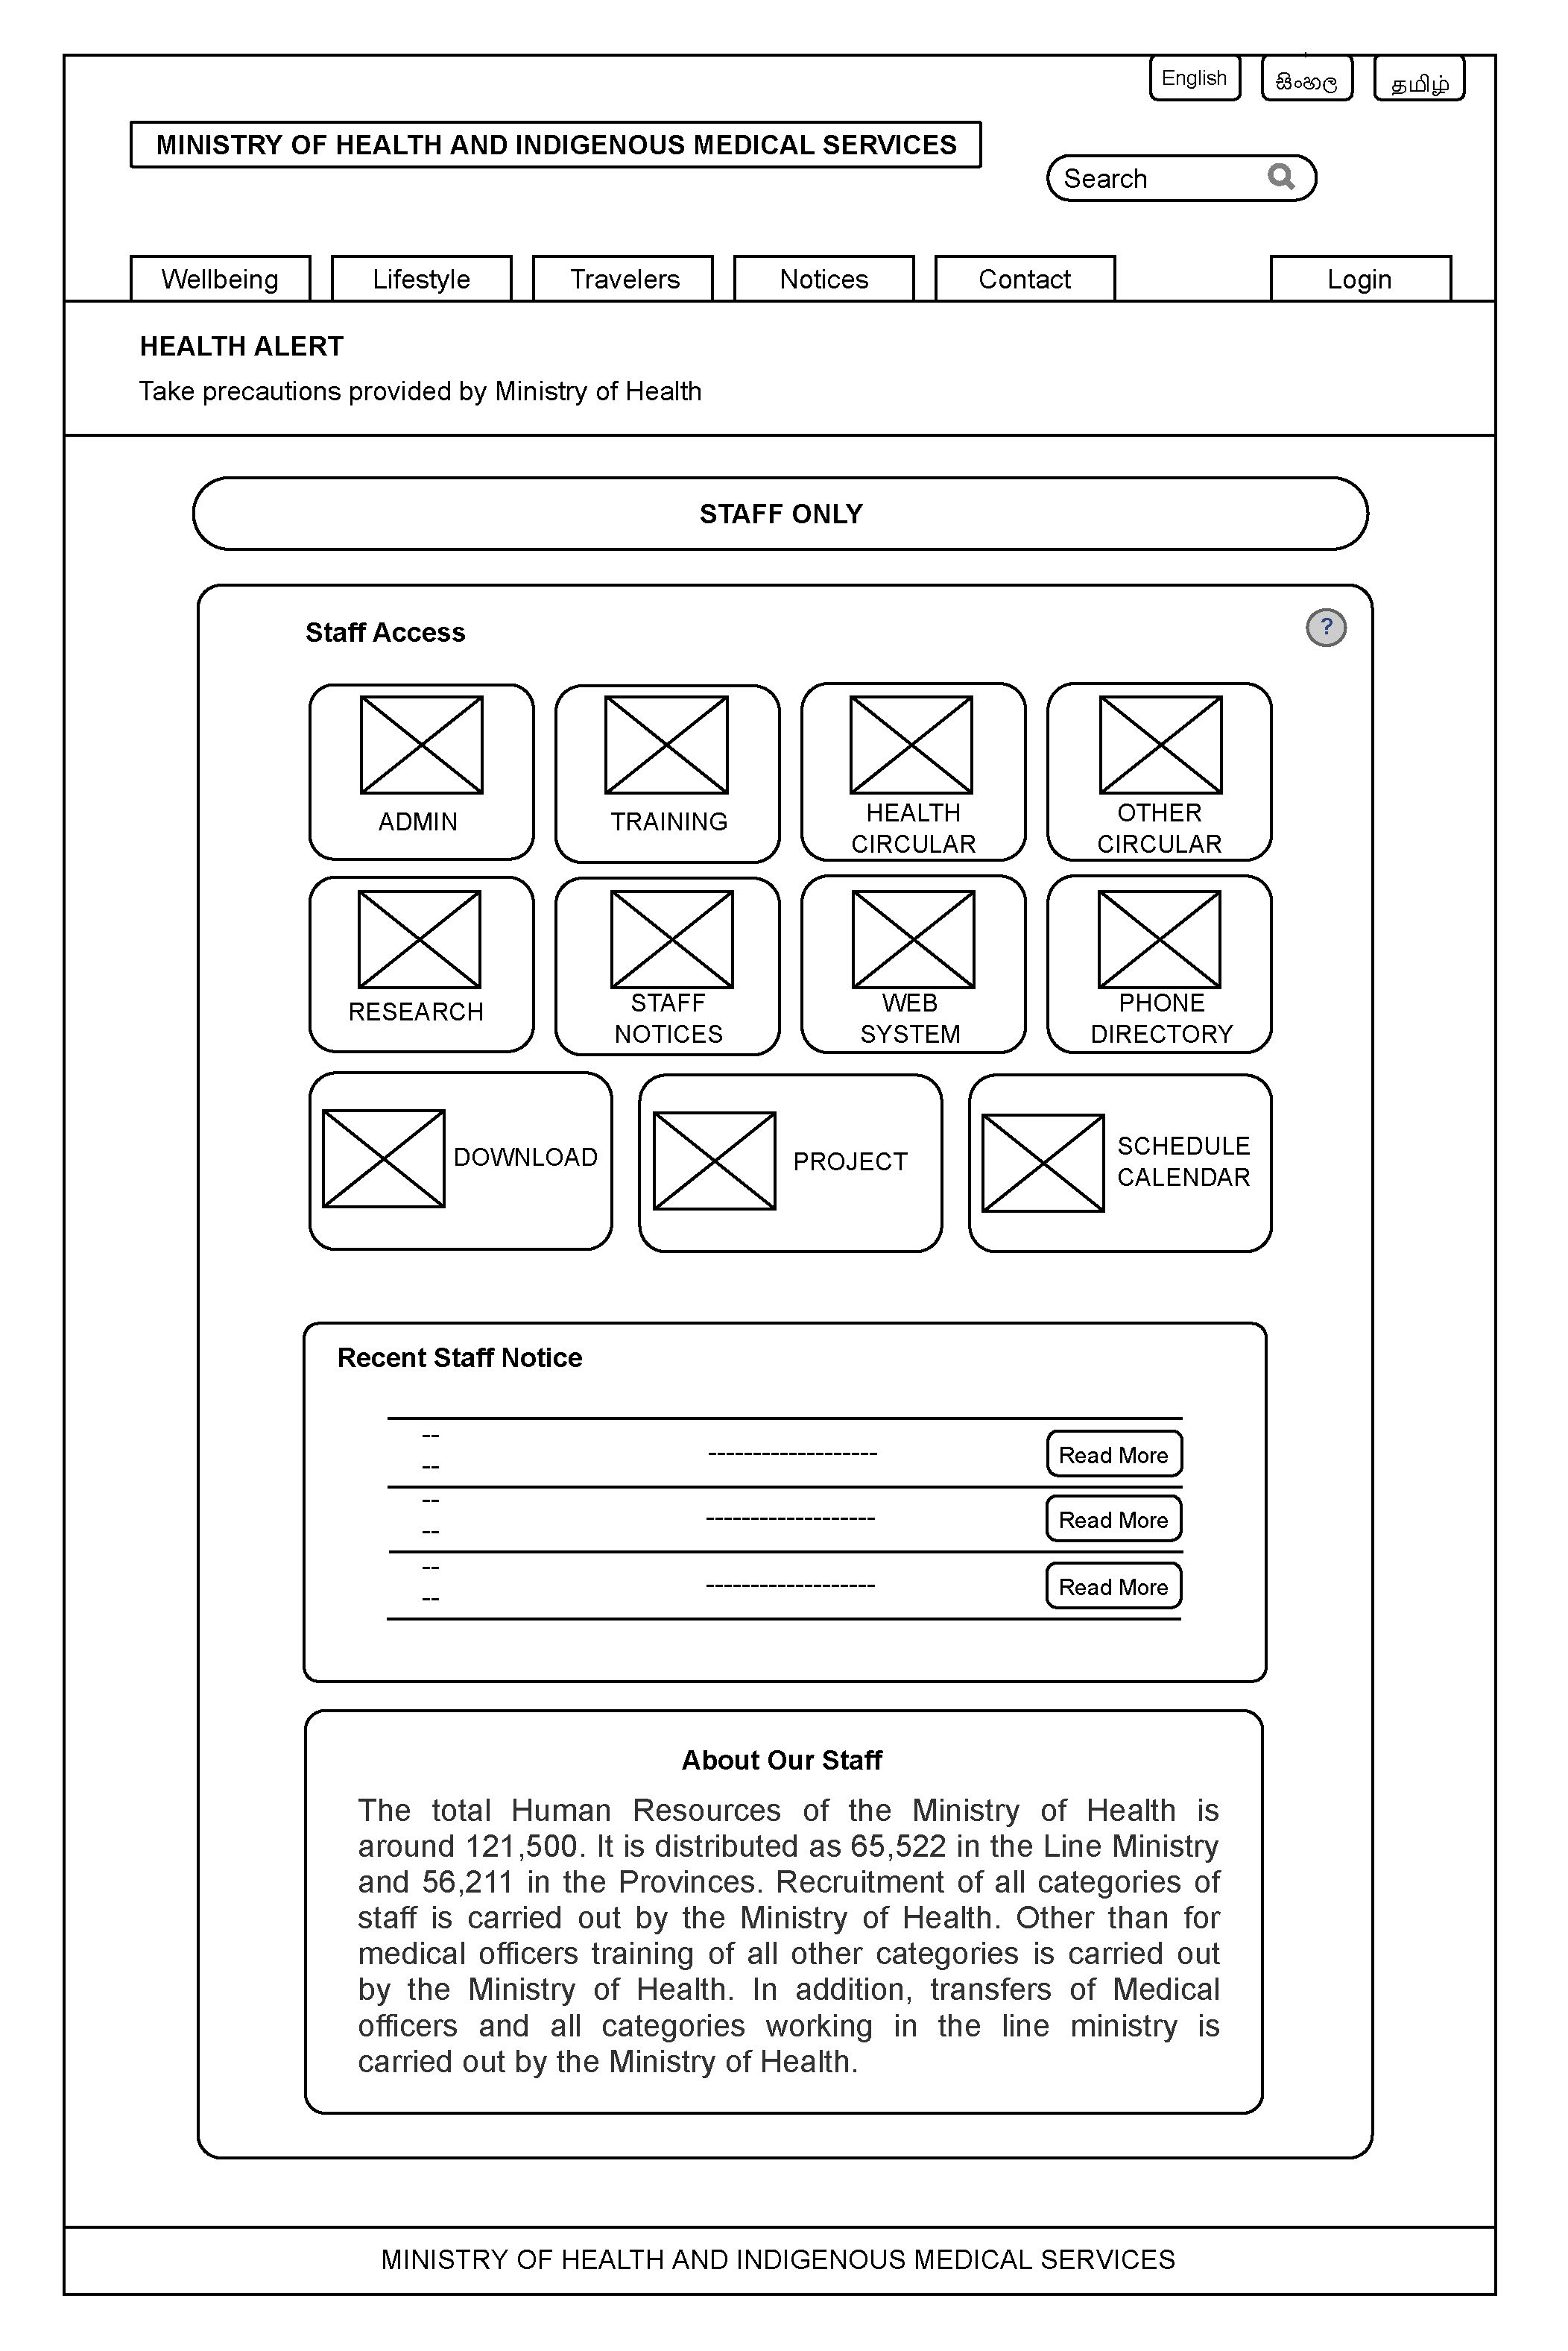 English සිංහල தமிழ்
MINISTRY OF HEALTH AND INDIGENOUS MEDICAL SERVICES
Search
Wellbeing Lifestyle Travelers Notices Contact Login
HEALTH ALERT
Take precautions provided by Ministry of Health
STAFF ONLY
Staff Access
?
ADMIN
TRAINING
HEALTH
CIRCULAR
OTHER
CIRCULAR
RESEARCH
STAFF
NOTICES
WEB
SYSTEM
PHONE
DIRECTORY
DOWNLOAD
PROJECT
SCHEDULE
CALENDAR
Recent Staff Notice
--
--
-------------------
Read More
--
--
-------------------
Read More
--
--
-------------------
Read More
About Our Staff
The total Human Resources of the Ministry of Health is
around 121,500. It is distributed as 65,522 in the Line Ministry
and 56,211 in the Provinces. Recruitment of all categories of
staff is carried out by the Ministry of Health. Other than for
medical officers training of all other categories is carried out
by the Ministry of Health. In addition, transfers of Medical
officers and all categories working in the line ministry is
carried out by the Ministry of Health.
MINISTRY OF HEALTH AND INDIGENOUS MEDICAL SERVICES